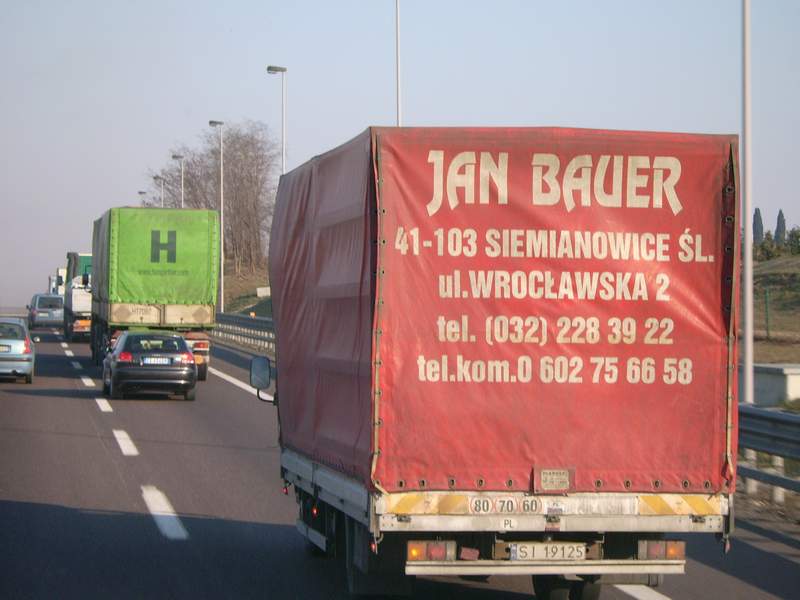 JAN BAUER
41-103 SIEMIANOWICE ŚL.
ul.WROCŁAWSKA 2
tel. (032) 228 39 22
tel.kom.0 602 75 66 58
80 70 60
PL
SI 19125
H